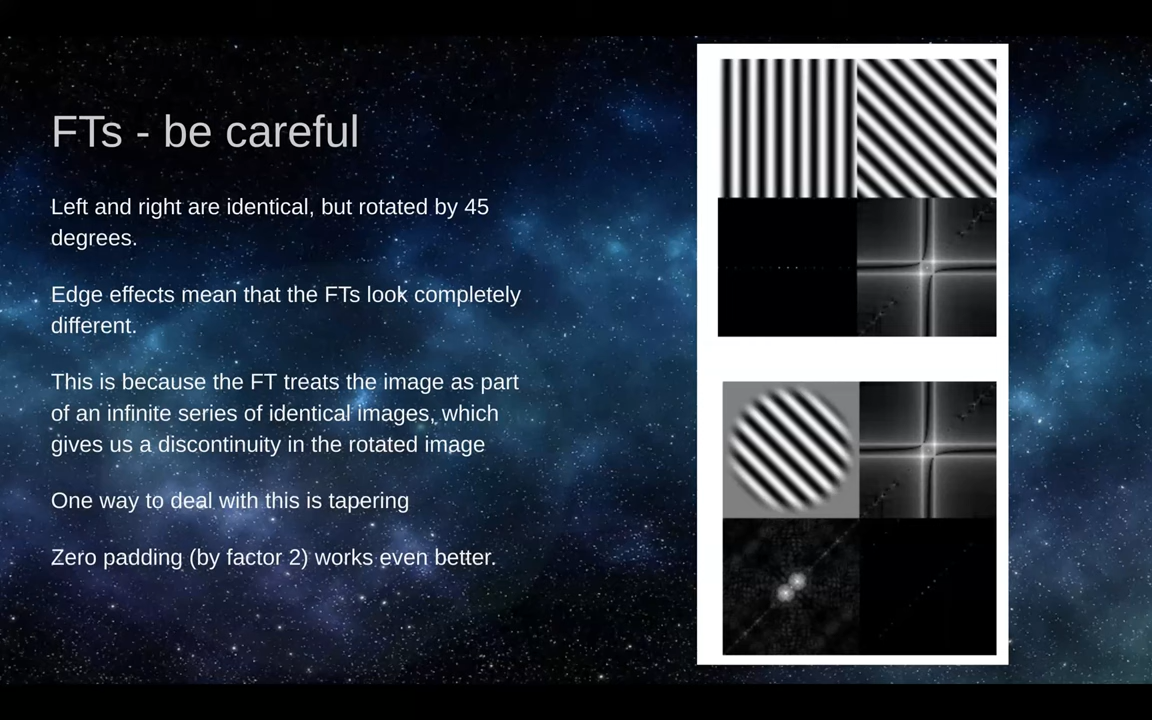 FTs - be careful
Left and right are identical, but rotated by 45
degrees.
Edge effects mean that the FTs look completely
different.
This is because the FT treats the image as part
of an infinite series of identical images, which
gives us a discontinuity in the rotated image
One way to deal with this is tapering
Zero padding (by factor 2) works even better.